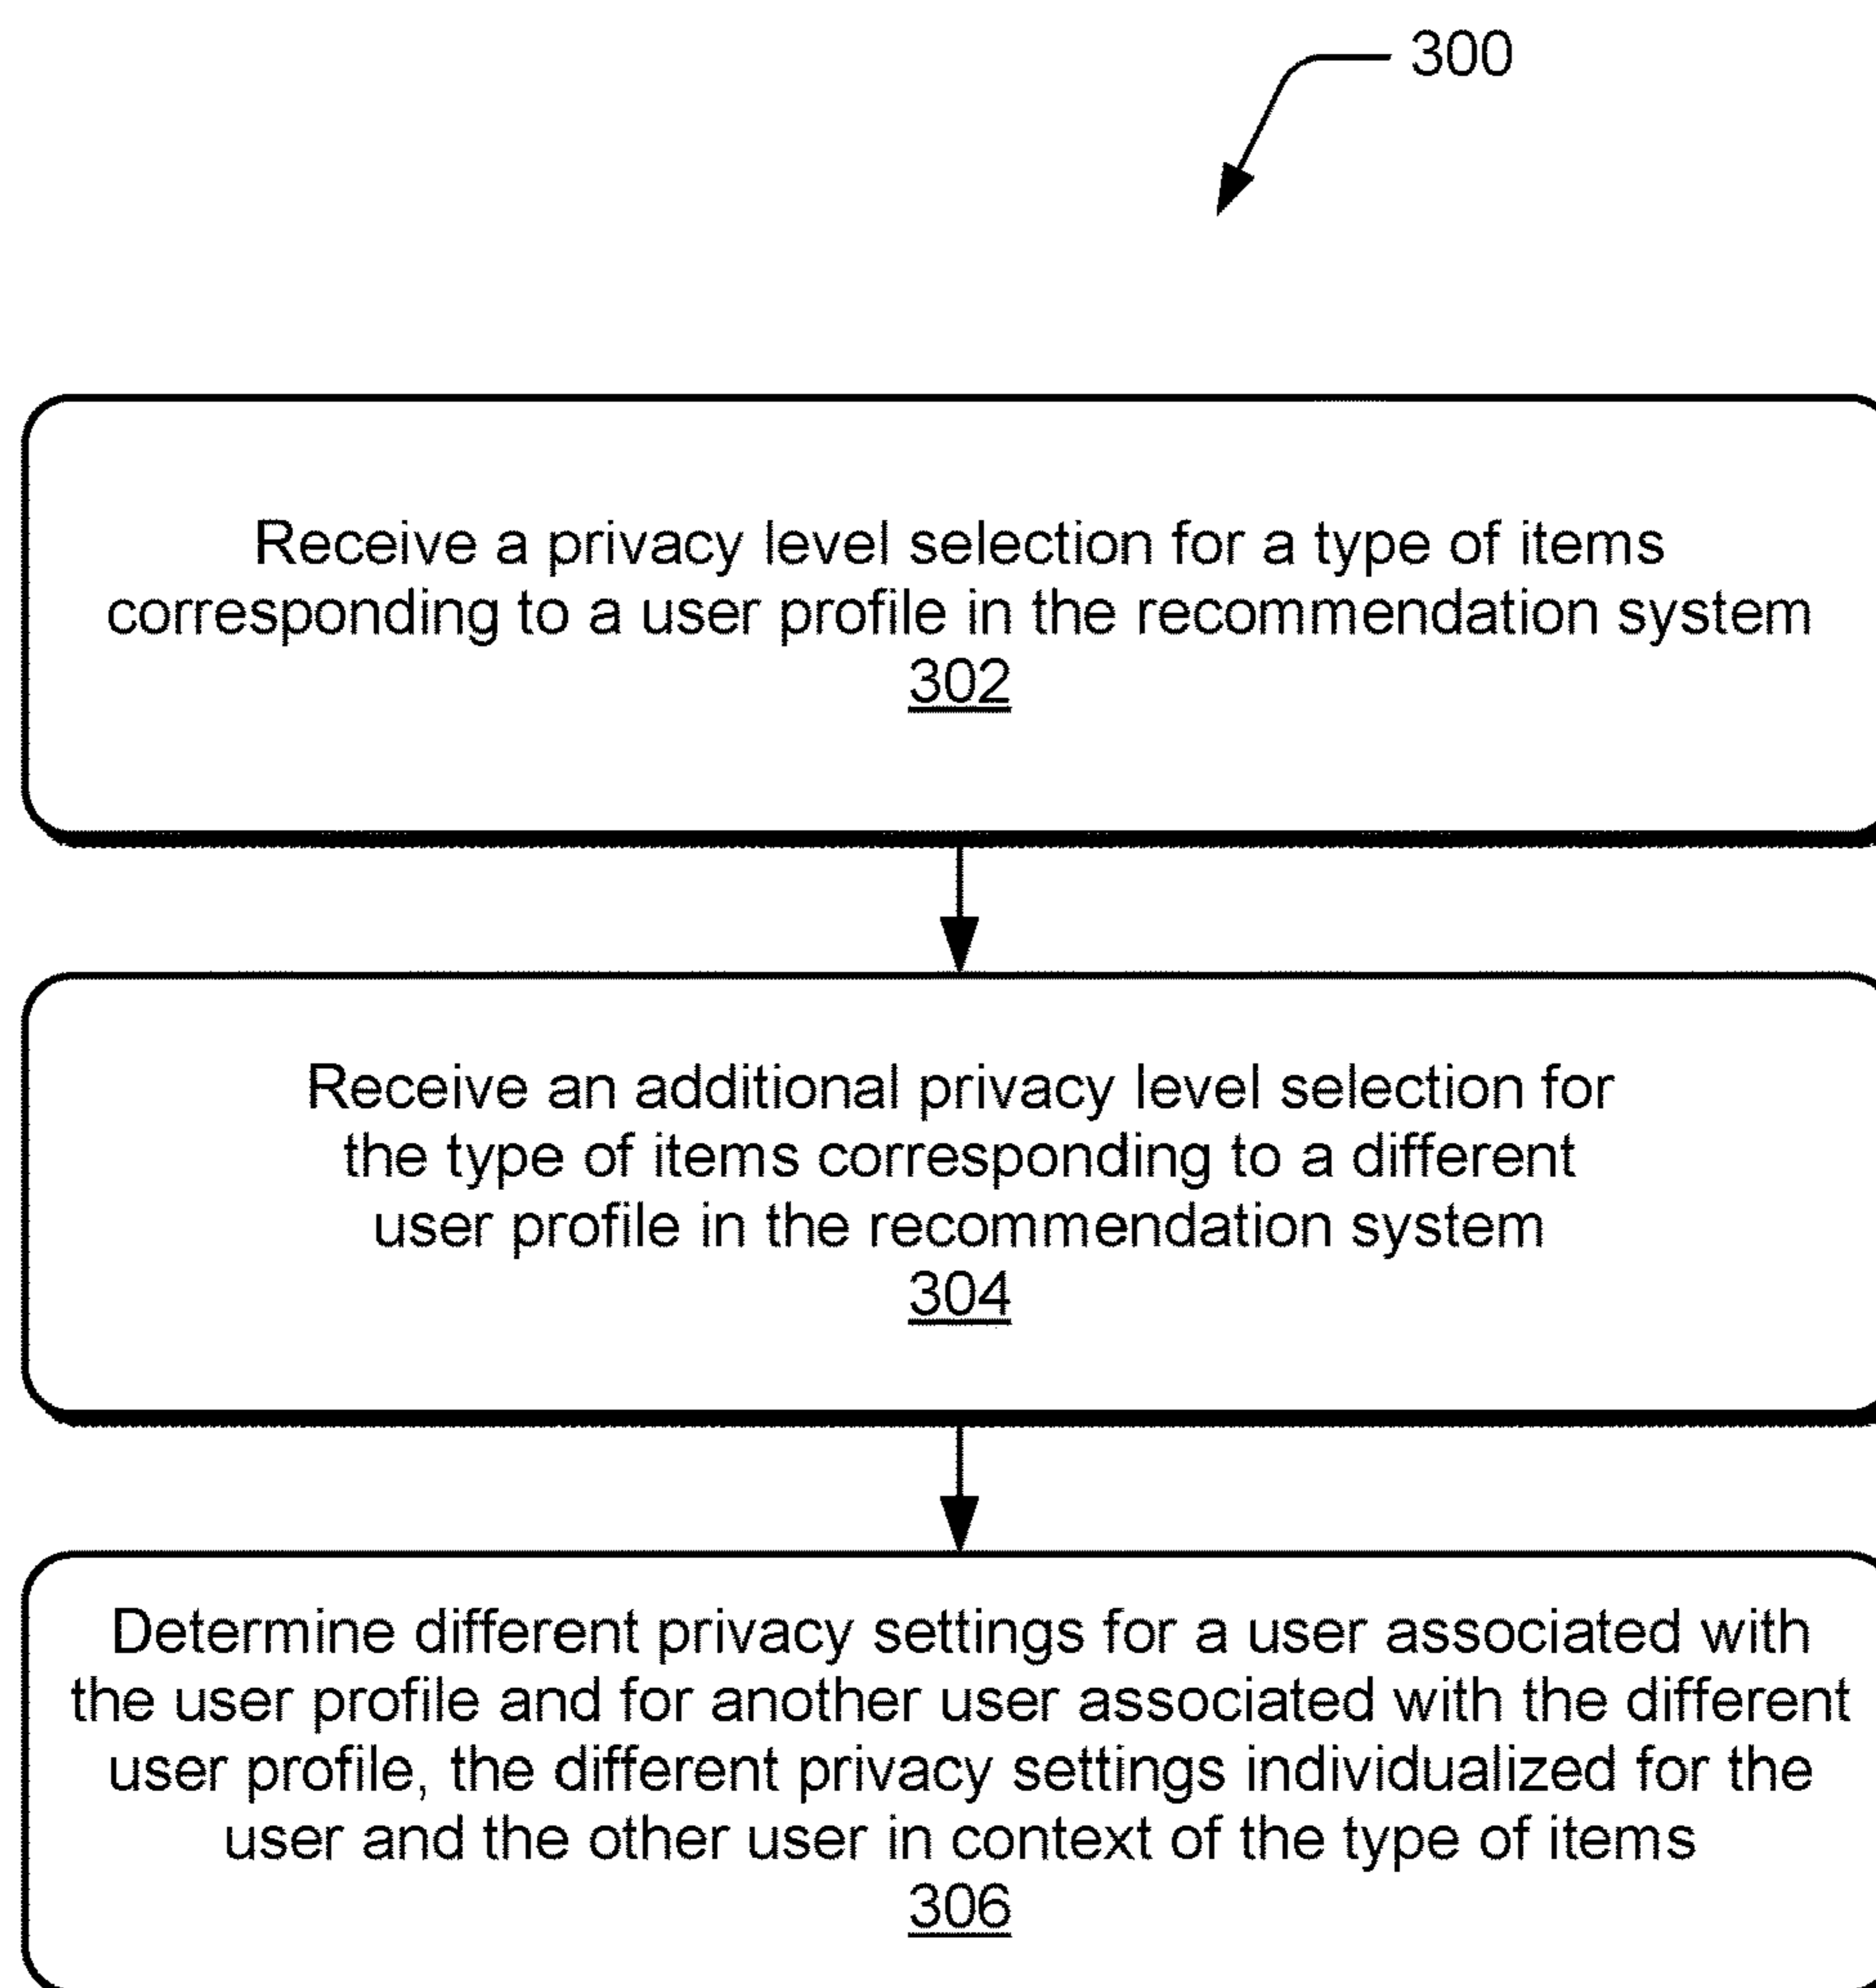 300
Receive a privacy level selection for a type of items
corresponding to a user profile in the recommendation system
302
Receive an additional privacy level selection for
the type of items corresponding to a different
user profile in the recommendation system
304
Determine different privacy settings for a user associated with
the user profile and for another user associated with the different
user profile, the different privacy settings individualized for the
user and the other user in context of the type of items
306